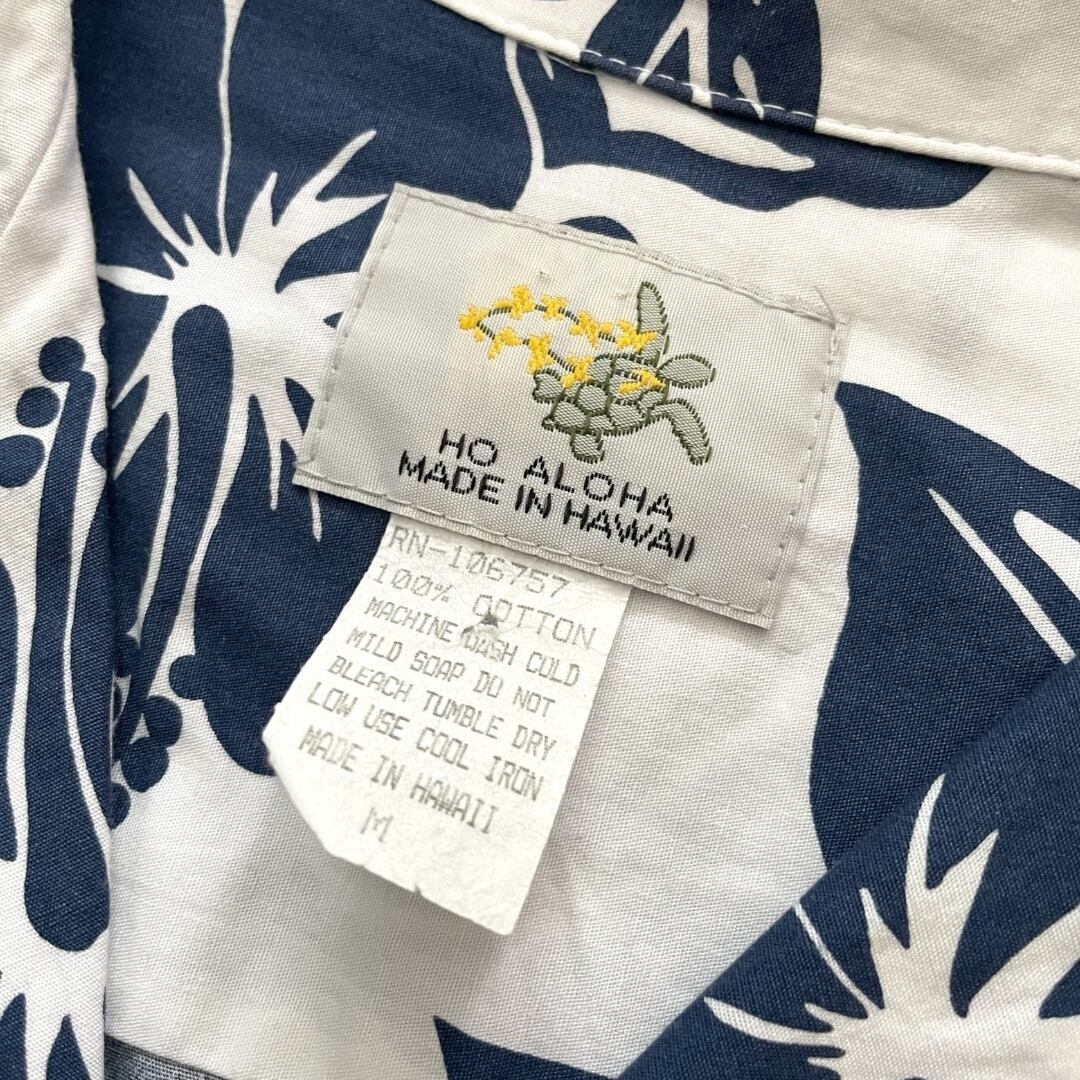 HO ALOHA
MADE IN HAWAII
RN-106757
100% COTTON
MACHINE WASH COLD
MILD SOAP DO NOT
BLEACH TUMBLE DRY
LOW USE COOL IRON
MADE IN HAWAII
M